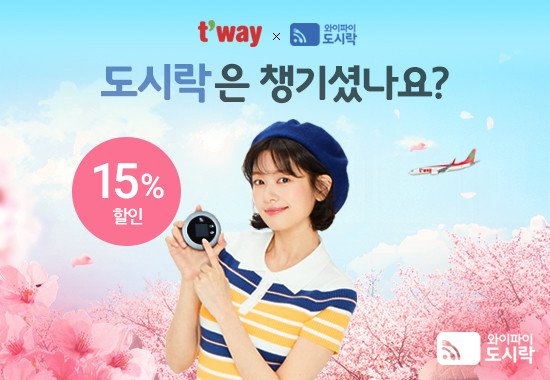 t'way × 와이파이 도시락
도시락은 챙기셨나요?
15%
할인
t'way
와이파이
도시락